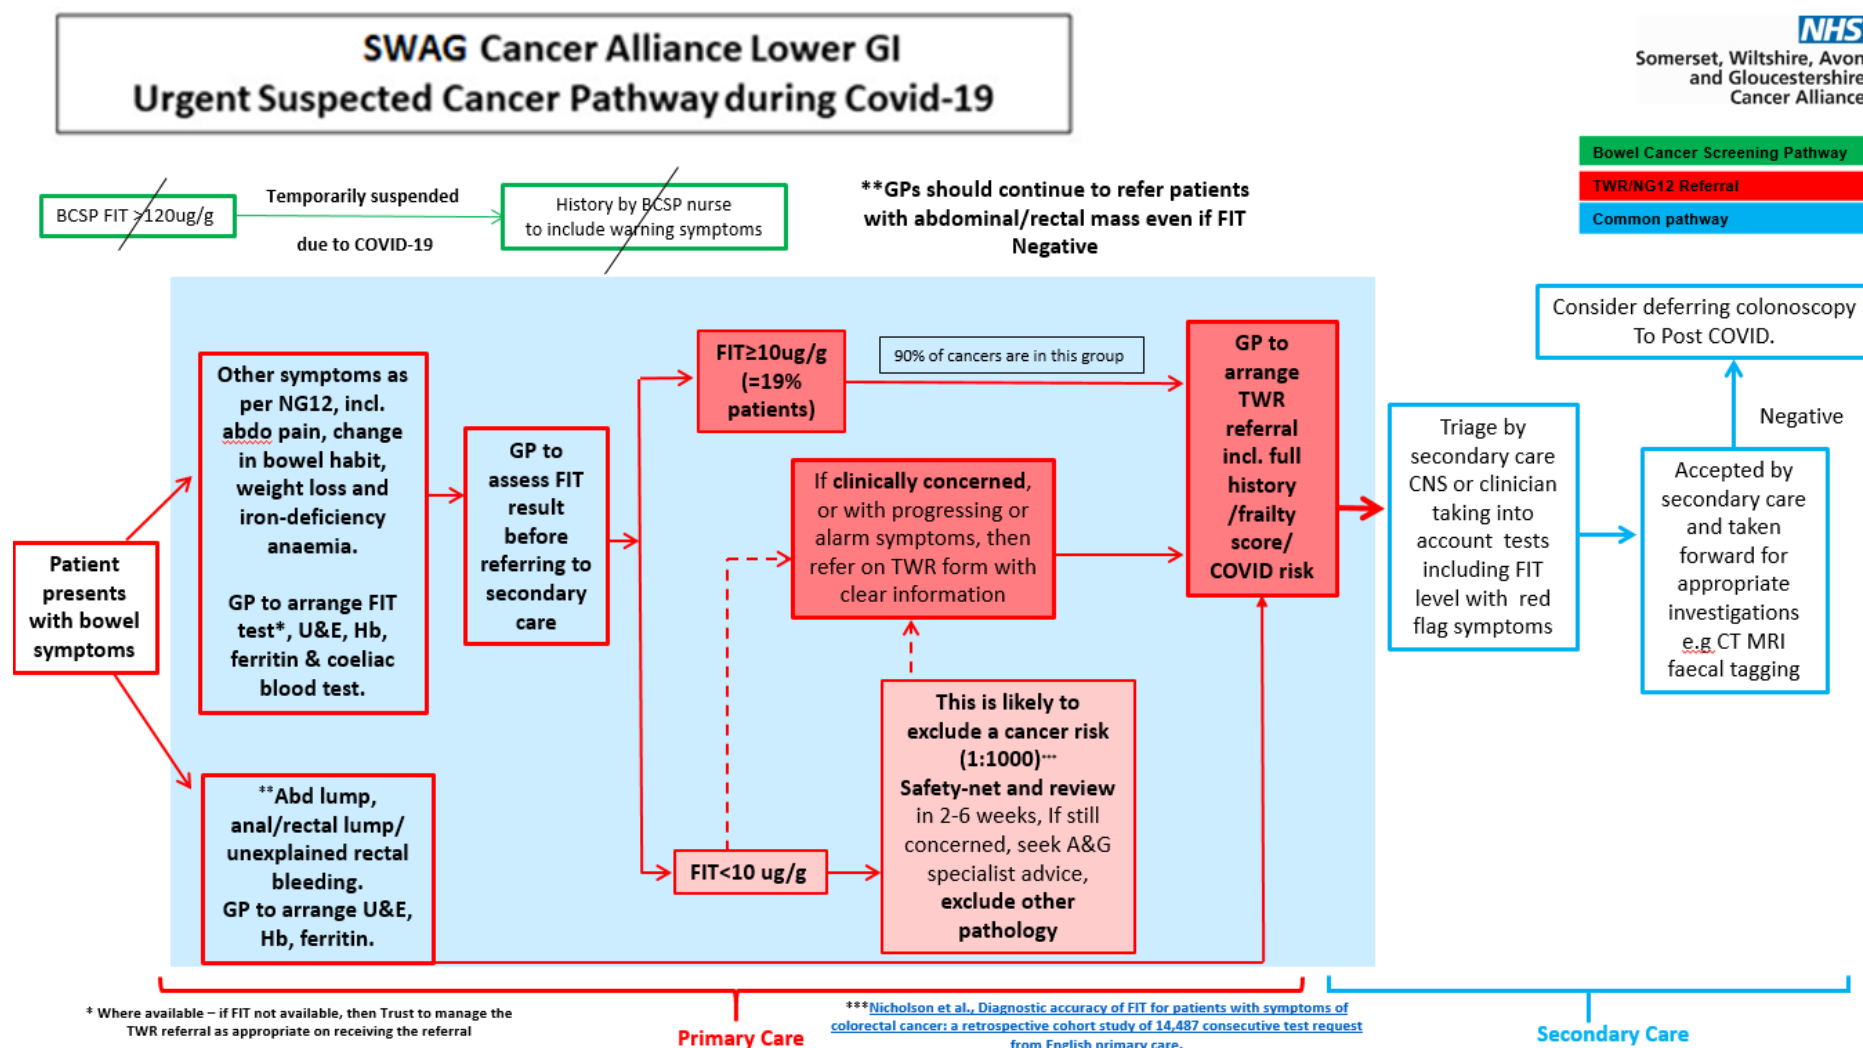 SWAG Cancer Alliance Lower GI
Urgent Suspected Cancer Pathway during Covid-19
NHS
Somerset, Wiltshire, Avon
and Gloucestershire
Cancer Alliance
Bowel Cancer Screening Pathway
TWR/NG12 Referral
Common pathway
BCSP FIT >120ug/g
Temporarily suspended
due to COVID-19
History by BCSP nurse
to include warning symptoms
**GPs should continue to refer patients
with abdominal/rectal mass even if FIT
Negative
Patient
presents
with bowel
symptoms
Other symptoms as
per NG12, incl.
abdo pain, change
in bowel habit,
weight loss and
iron-deficiency
anaemia.
GP to arrange FIT
test*, U&E, Hb,
ferritin & coeliac
blood test.
**Abd lump,
anal/rectal lump/
unexplained rectal
bleeding.
GP to arrange U&E,
Hb, ferritin.
GP to
assess FIT
result
before
referring to
secondary
care
FIT≥10ug/g
(=19%
patients)
90% of cancers are in this group
If clinically concerned,
or with progressing or
alarm symptoms, then
refer on TWR form with
clear information
FIT<10 ug/g
This is likely to
exclude a cancer risk
(1:1000)***
Safety-net and review
in 2-6 weeks, If still
concerned, seek A&G
specialist advice,
exclude other
pathology
GP to
arrange
TWR
referral
incl. full
history
/frailty
score/
COVID risk
Triage by
secondary care
CNS or clinician
taking into
account tests
including FIT
level with red
flag symptoms
Accepted by
secondary care
and taken
forward for
appropriate
investigations
e.g CT MRI
faecal tagging
Negative
Consider deferring colonoscopy
To Post COVID.
* Where available – if FIT not available, then Trust to manage the
TWR referral as appropriate on receiving the referral
Primary Care
***Nicholson et al., Diagnostic accuracy of FIT for patients with symptoms of
colorectal cancer: a retrospective cohort study of 14,487 consecutive test request
from English primary care.
Secondary Care